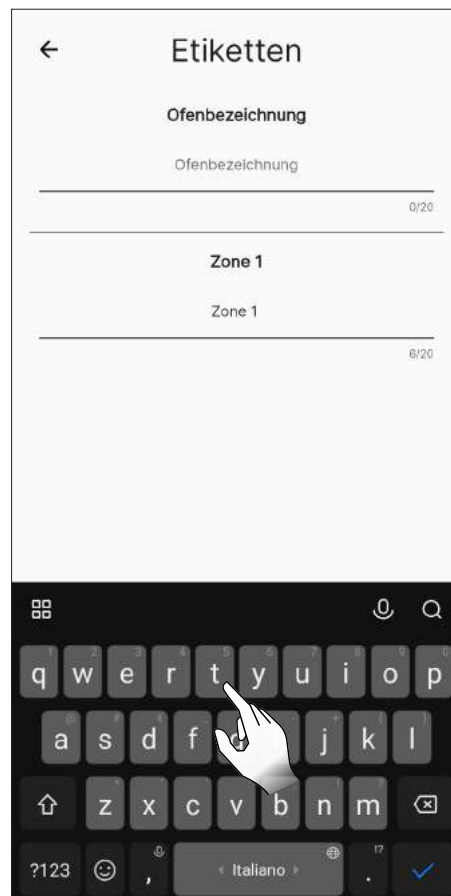 Etiketten
Ofenbezeichnung
Ofenbezeichnung
0/20
Zone 1
Zone 1
6/20
q w e r t y u i o p
a s d f j k l
z x c v b n m
?123 , Italiano .